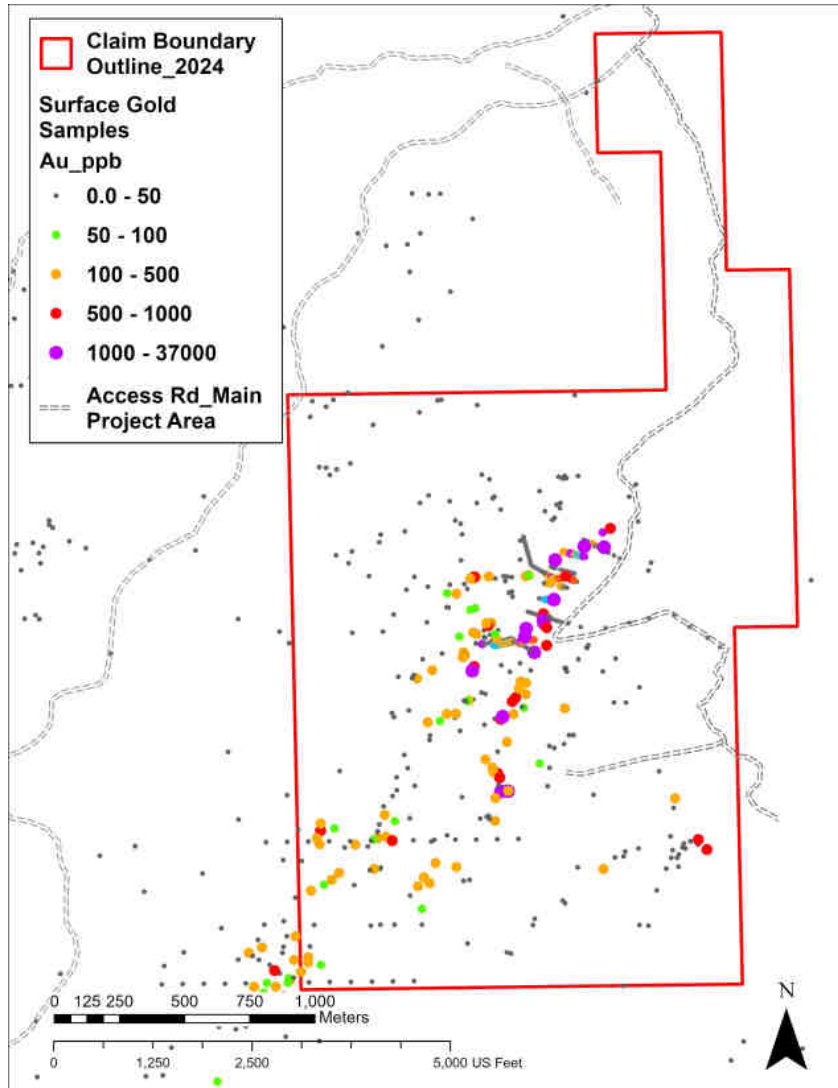 Claim Boundary
Outline_2024
Surface Gold
Samples
Au_ppb
0.0 - 50
50 - 100
100 - 500
500 - 1000
1000 - 37000
Access Rd_Main
Project Area
0 125 250 500 750 1,000
Meters
0 1,250 2,500 5,000 US Feet
N